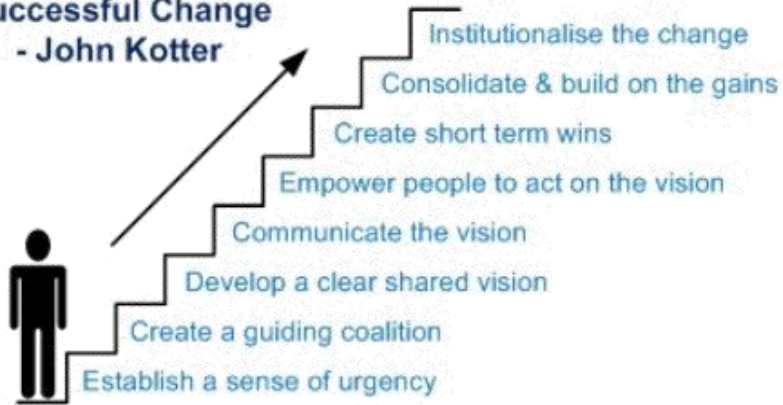 uccessful Change
- John Kotter
Institutionalise the change
Consolidate & build on the gains
Create short term wins
Empower people to act on the vision
Communicate the vision
Develop a clear shared vision
Create a guiding coalition
Establish a sense of urgency